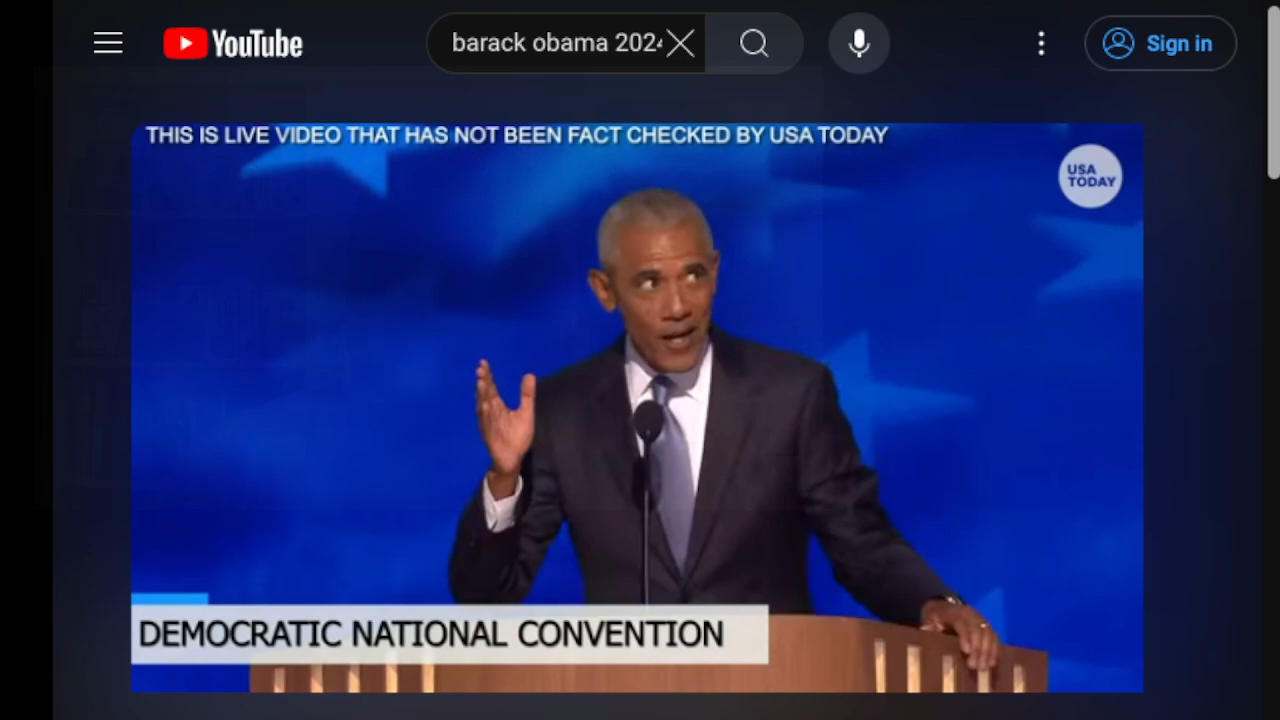 YouTube
barack obama 202
Sign in
THIS IS LIVE VIDEO THAT HAS NOT BEEN FACT CHECKED BY USA TODAY
USA
TODAY
DEMOCRATIC NATIONAL CONVENTION